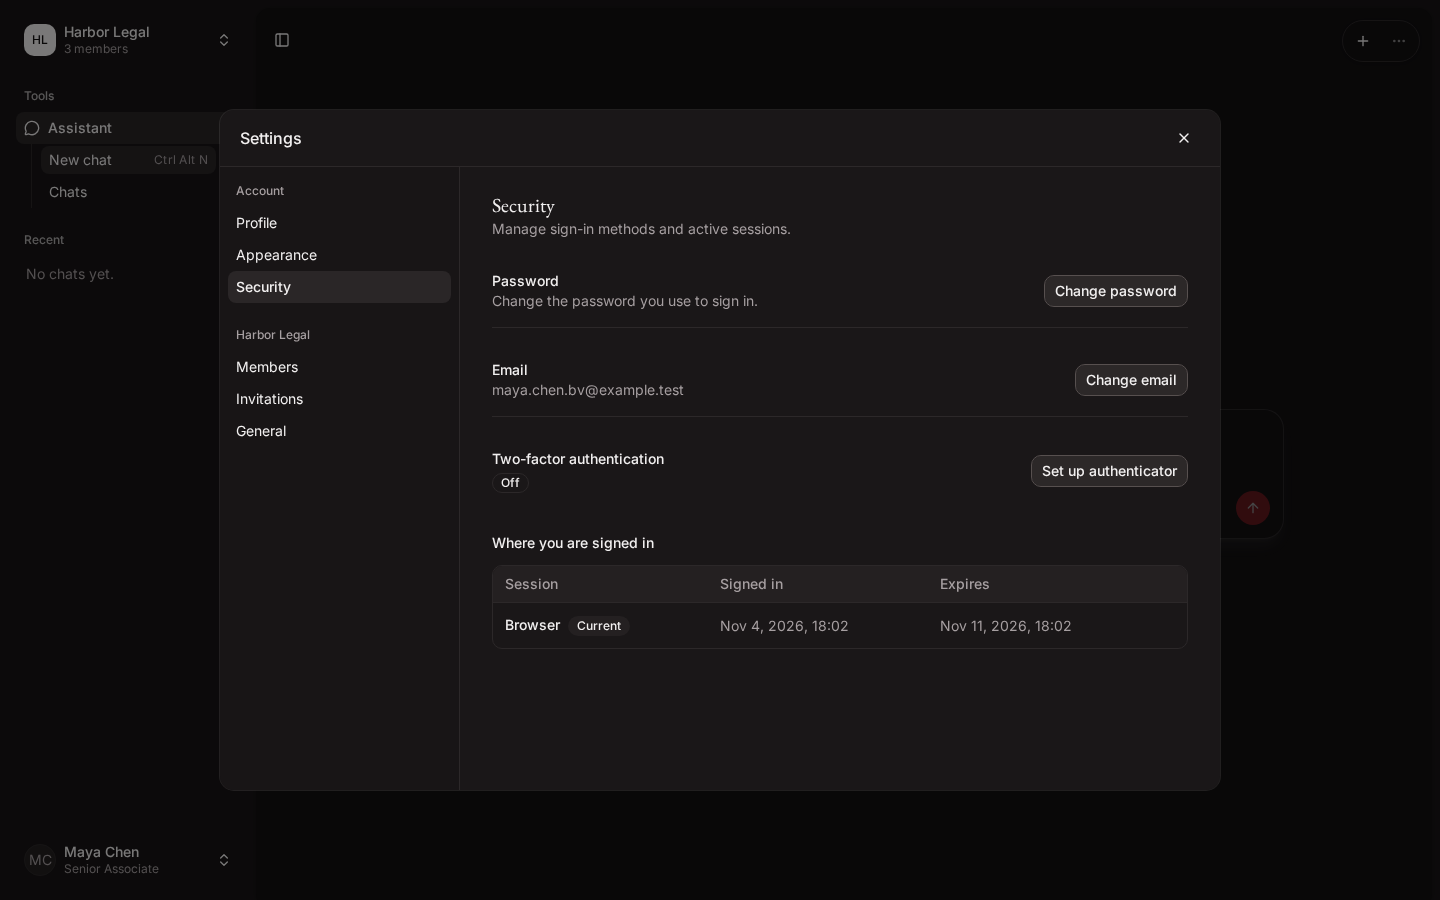 HL
Harbor Legal
3 members
Tools
Assistant
New chat Ctrl Alt N
Chats
Recent
No chats yet.
MC
Maya Chen
Senior Associate
Settings
Account
Profile
Appearance
Security
Harbor Legal
Members
Invitations
General
Security
Manage sign-in methods and active sessions.
Password
Change the password you use to sign in.
Change password
Email
maya.chen.bv@example.test
Change email
Two-factor authentication
Off
Set up authenticator
Where you are signed in
Session Signed in Expires
Browser Current Nov 4, 2026, 18:02 Nov 11, 2026, 18:02